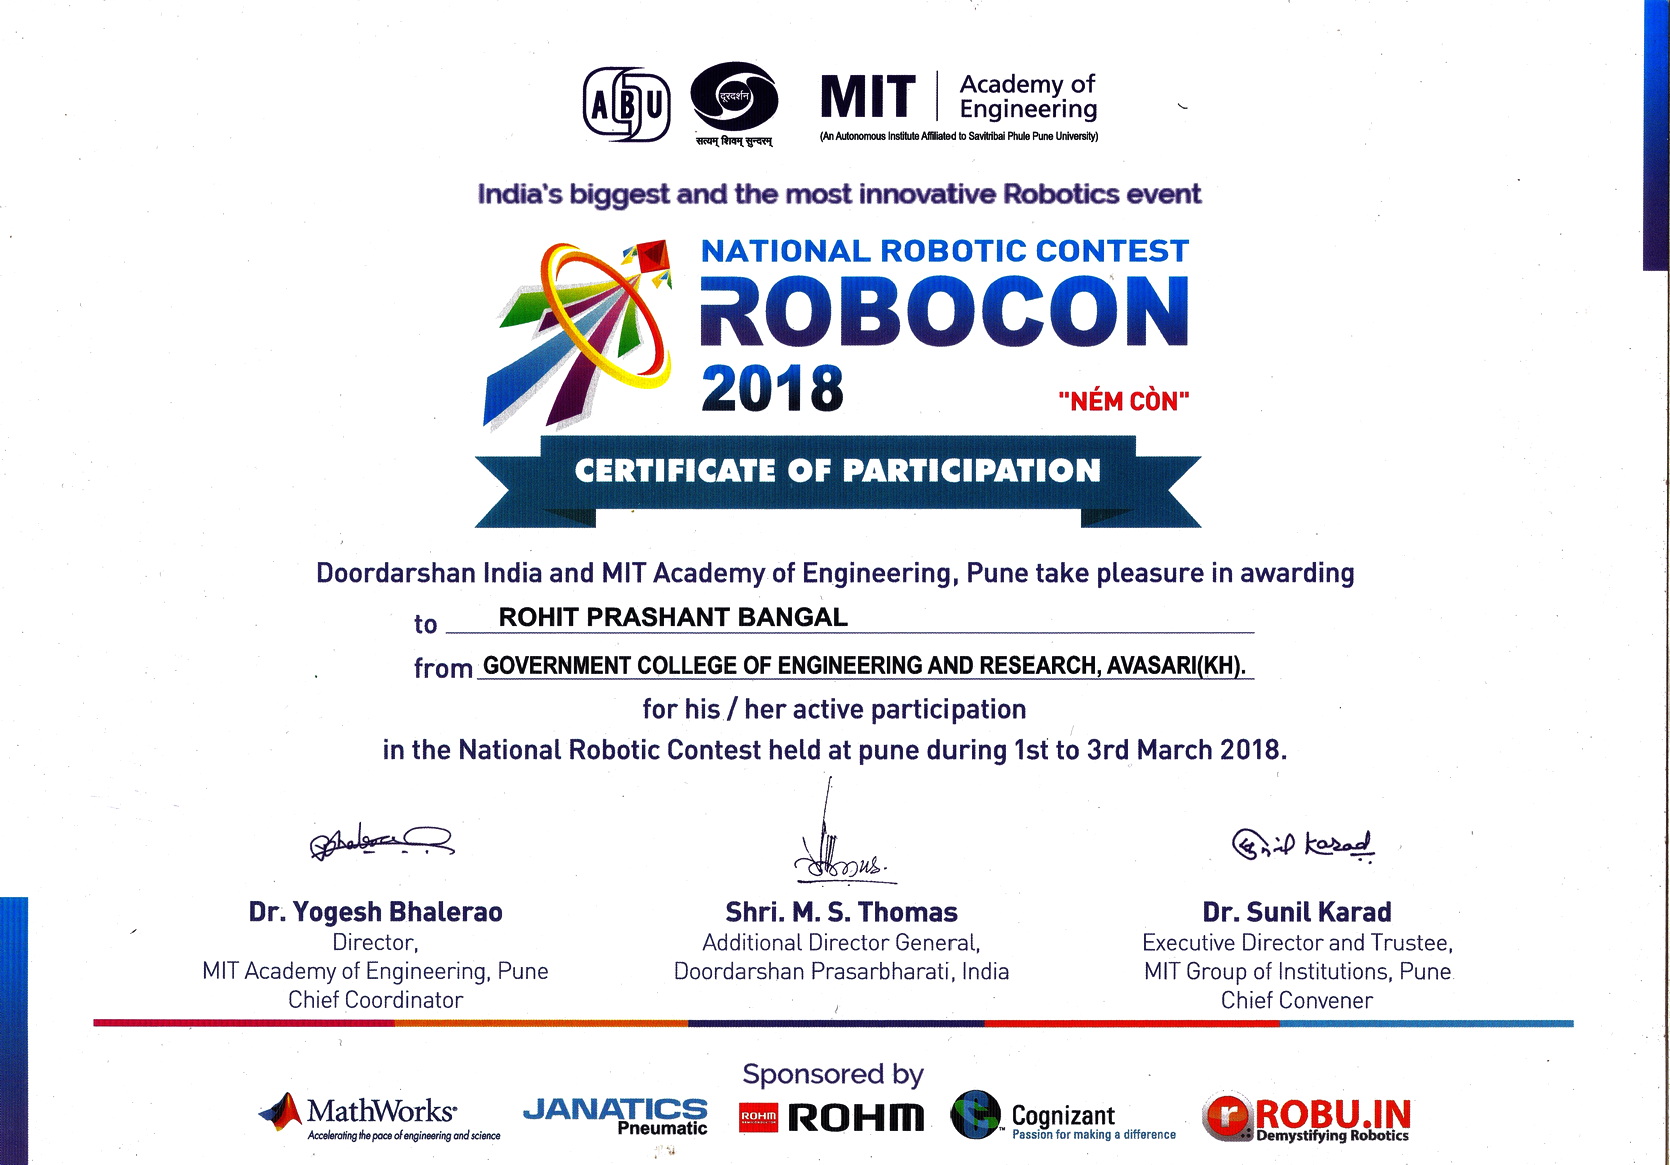 ABU
दूरदर्शन
सत्यम् शिवम् सुन्दरम्
MIT
Academy of
Engineering
(An Autonomous Institute Affiliated to Savitribai Phule Pune University)
India's biggest and the most innovative Robotics event
NATIONAL ROBOTIC CONTEST
ROBOCON
2018
"NÉM CÒN"
CERTIFICATE OF PARTICIPATION
Doordarshan India and MIT Academy of Engineering, Pune take pleasure in awarding
to ROHIT PRASHANT BANGAL
from GOVERNMENT COLLEGE OF ENGINEERING AND RESEARCH, AVASARI(KH).
for his / her active participation
in the National Robotic Contest held at pune during 1st to 3rd March 2018.
Sunil Karad
Dr. Yogesh Bhalerao
Director,
MIT Academy of Engineering, Pune
Chief Coordinator
Shri. M. S. Thomas
Additional Director General,
Doordarshan Prasarbharati, India
Dr. Sunil Karad
Executive Director and Trustee,
MIT Group of Institutions, Pune
Chief Convener
Sponsored by
MathWorks
Accelerating the pace of engineering and science
JANATICS
Pneumatic
ROHM
ROHM
Cognizant
Passion for making a difference
r ROBU.IN
Demystifying Robotics